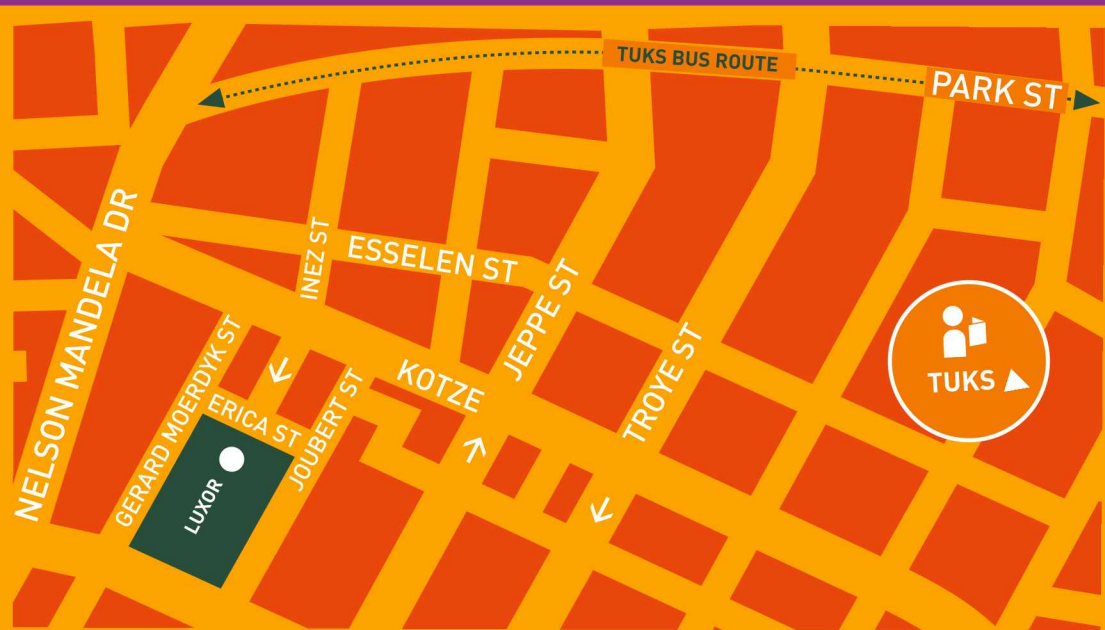 TUKS BUS ROUTE
PARK ST
NELSON MANDELA DR
INEZ ST
ESSELEN ST
JEPPE ST
GERARD MOERDYK ST
KOTZE
TROYE ST
TUKS
ERICA ST
JOUBERT ST
LUXOR